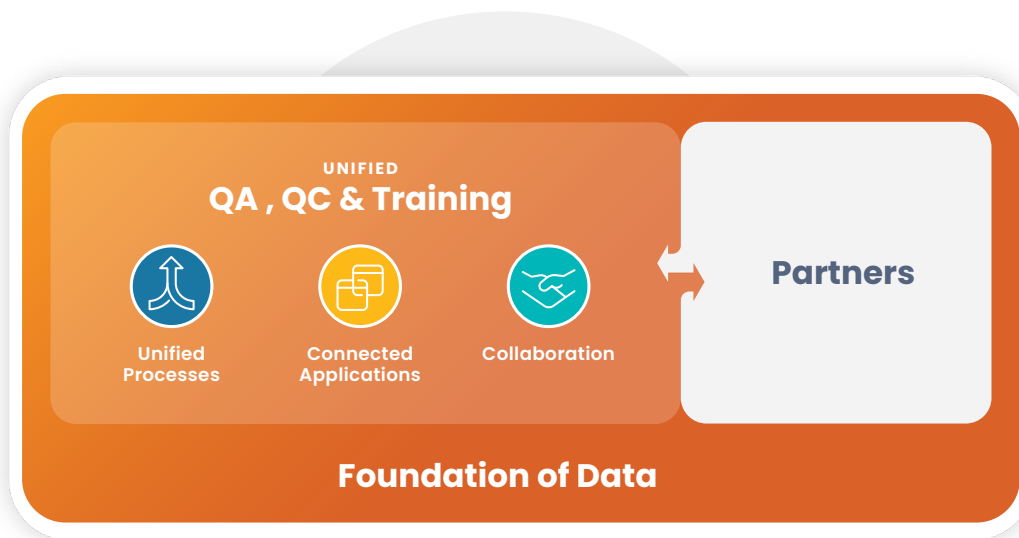 UNIFIED
QA , QC & Training
Unified
Processes
Connected
Applications
Collaboration
Partners
Foundation of Data